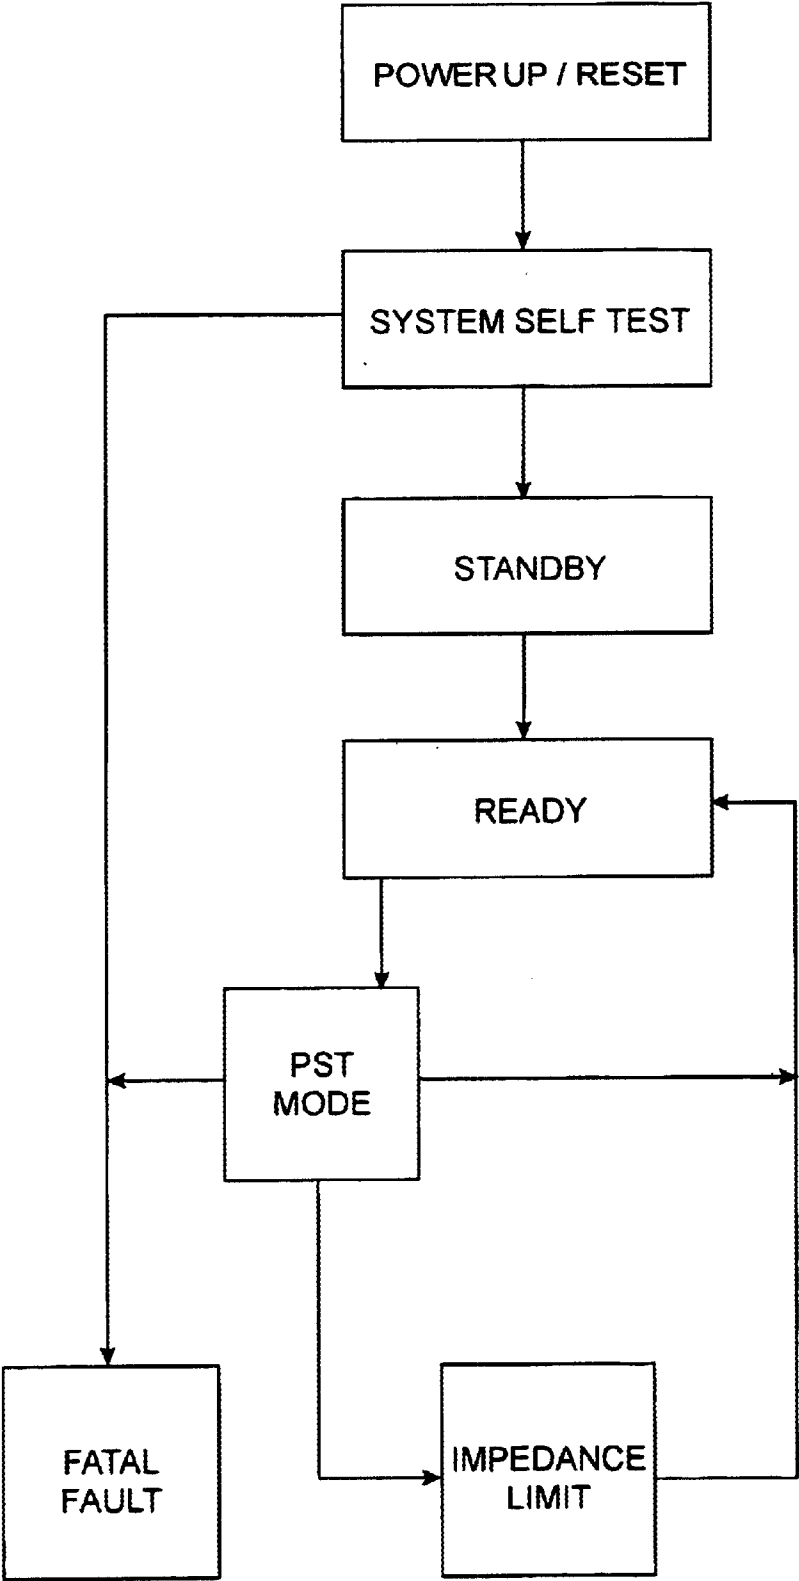 POWER UP / RESET
SYSTEM SELF TEST
STANDBY
READY
PST
MODE
FATAL
FAULT
IMPEDANCE
LIMIT